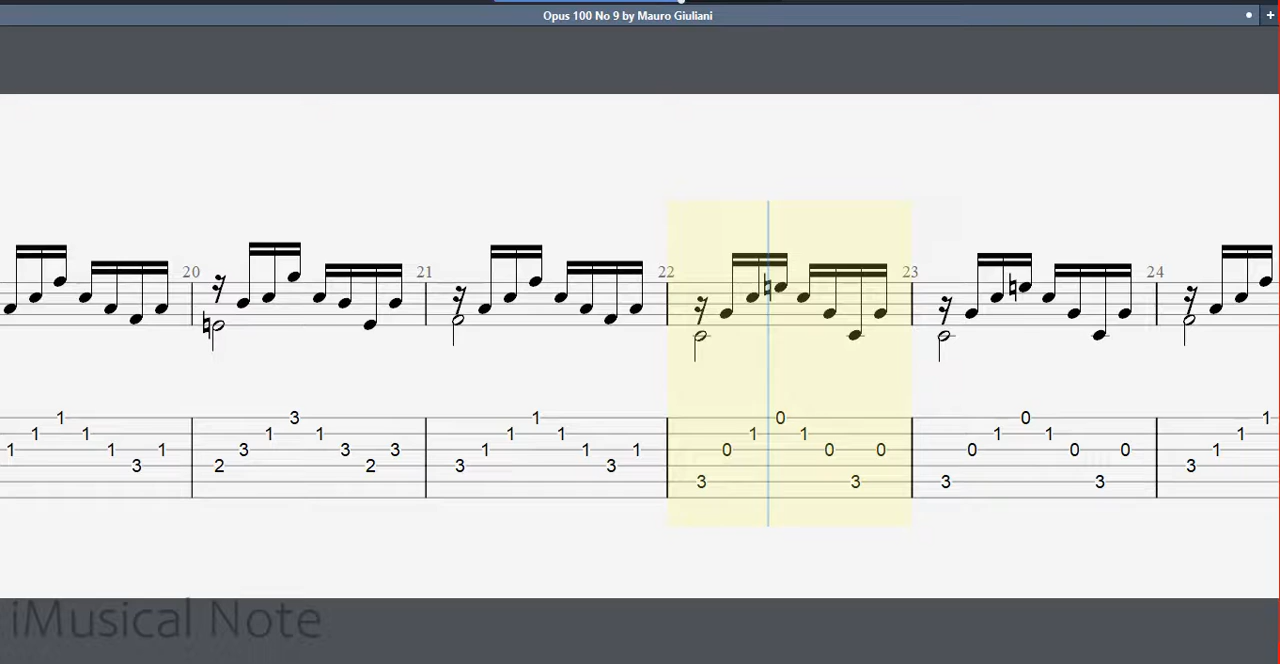 Opus 100 No 9 by Mauro Giuliani
20 21 22 23 24
1 3 1 0 0 1
1 1 1 1 1 1 1 1 1 1 1
1 1 1 3 3 3 1 1 1 0 0 0 0 0 0 1
3 2 2 3 3 3
3 3 3 3
iMusical Note